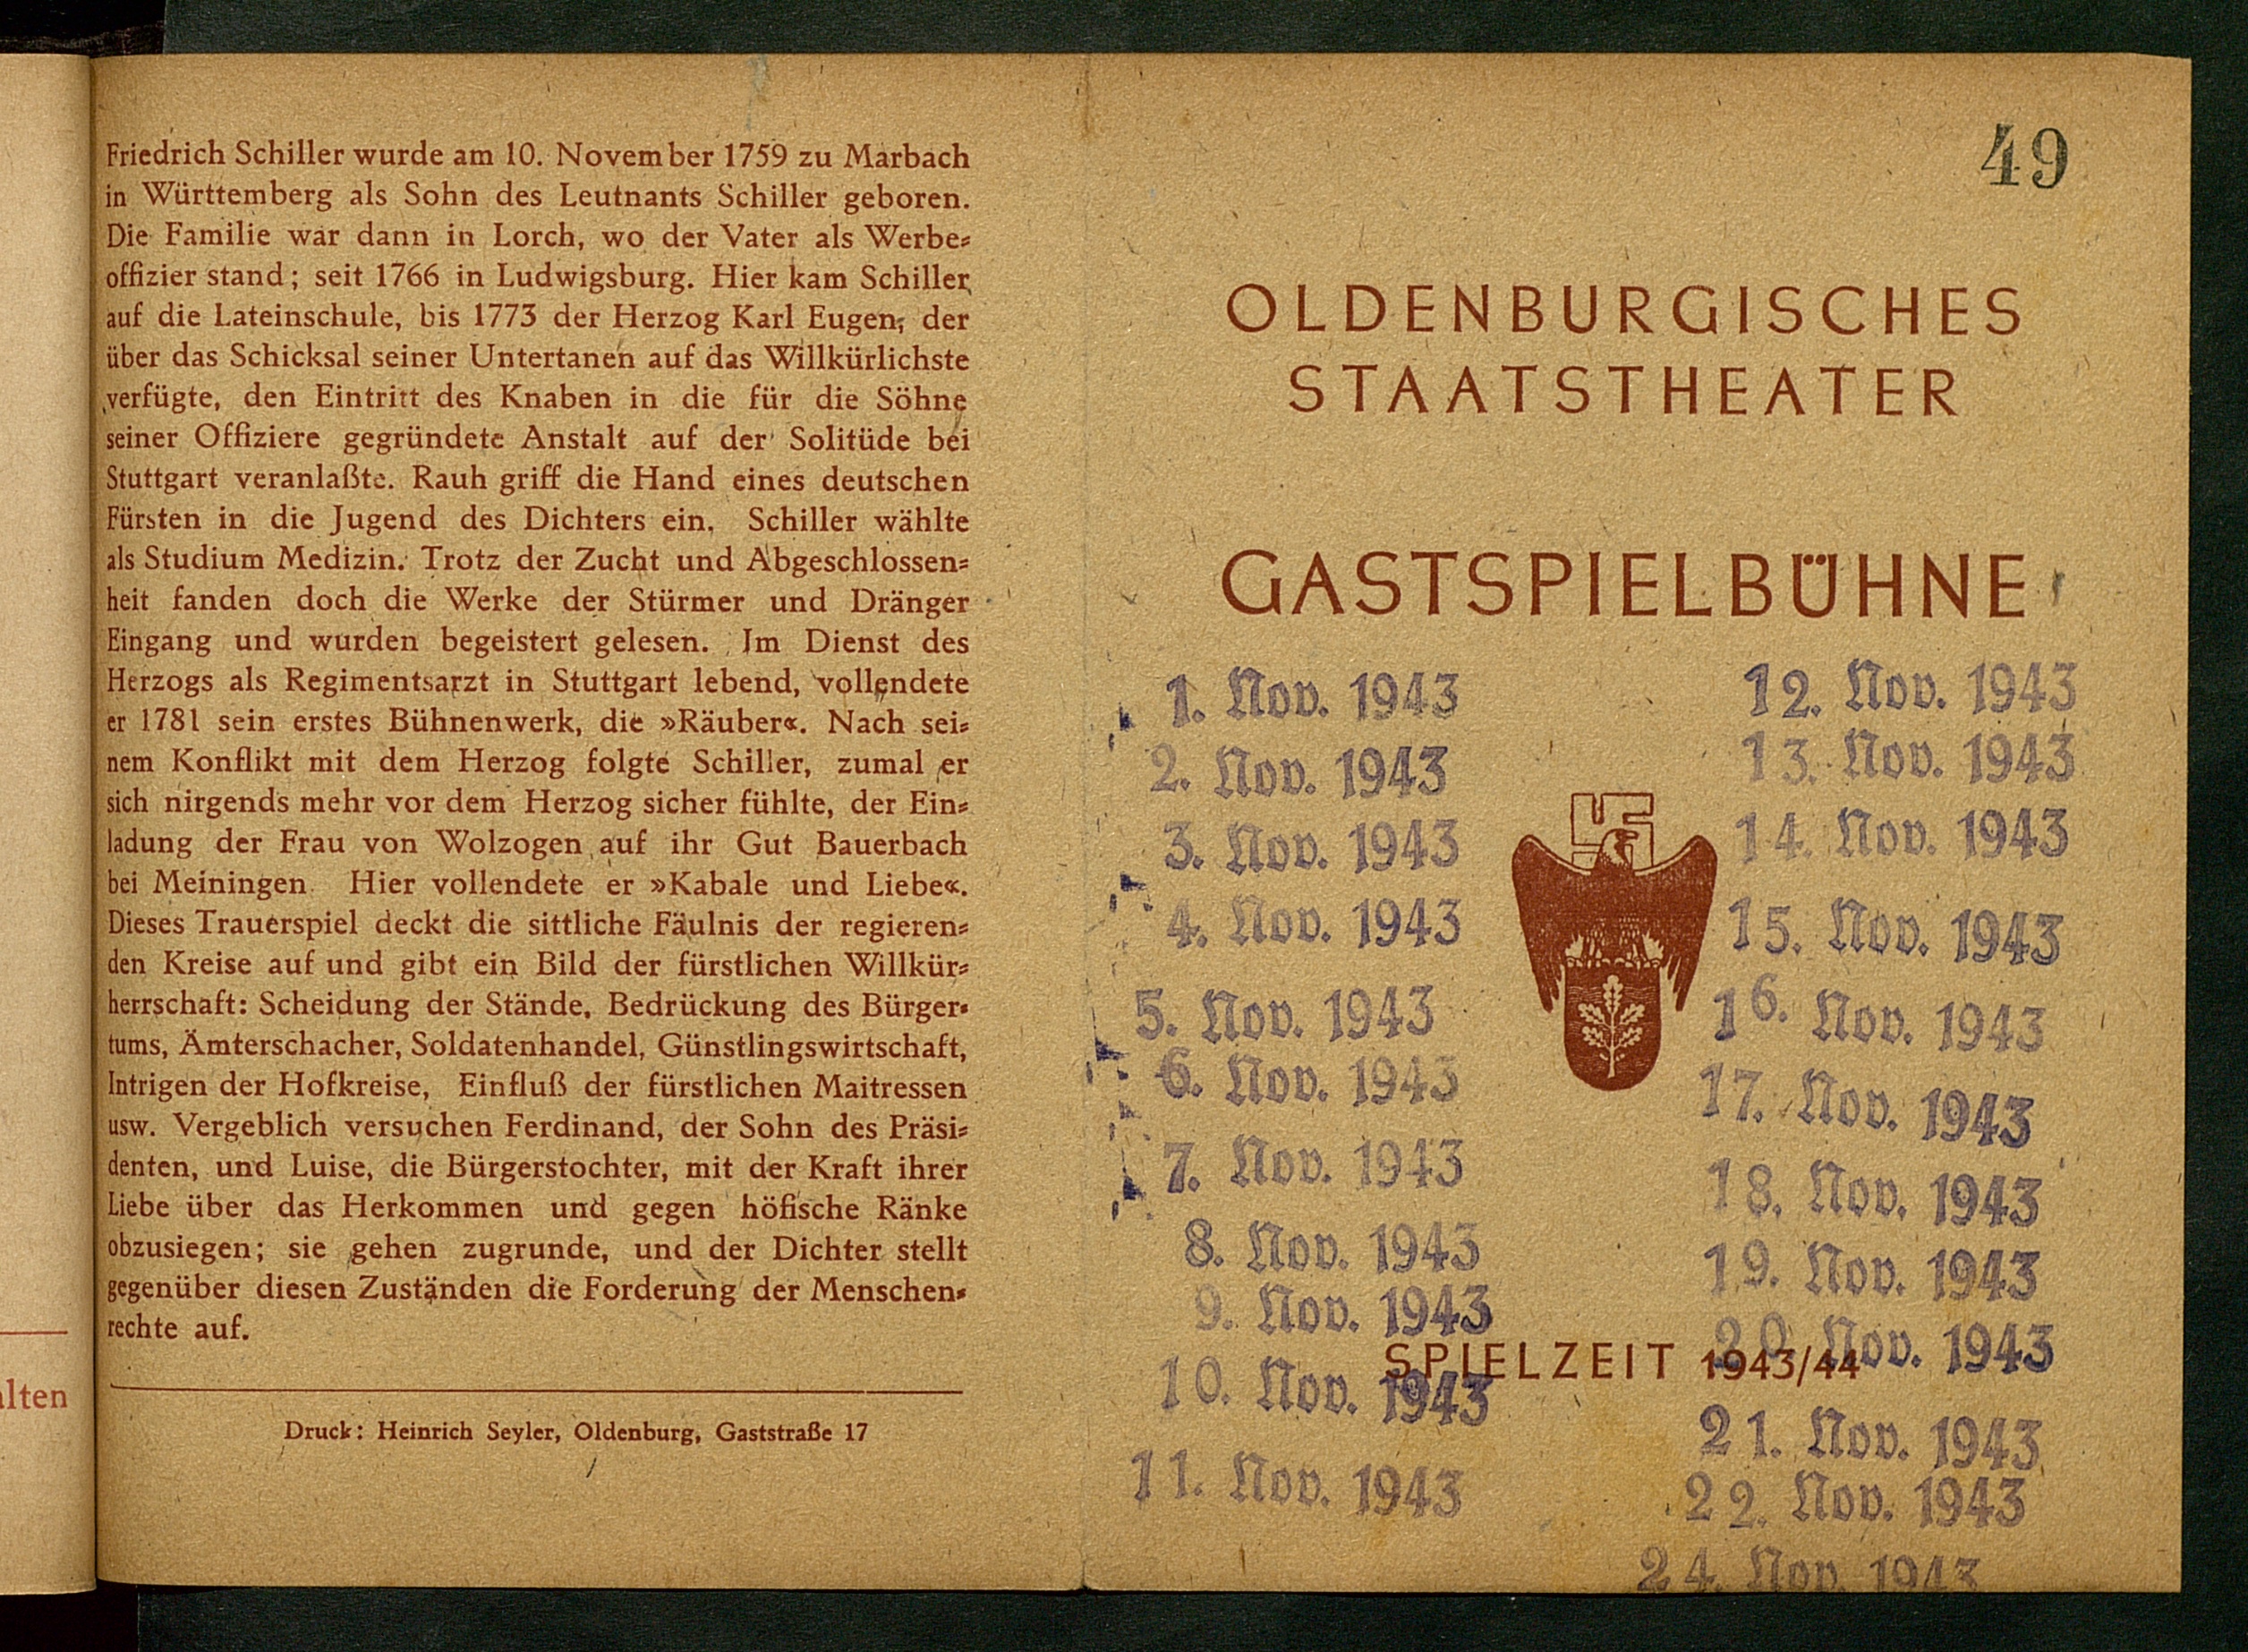 Friedrich Schiller wurde am 10. November 1759 zu Marbach
in Württemberg als Sohn des Leutnants Schiller geboren.
Die Familie war dann in Lorch, wo der Vater als Werbe=
offizier stand; seit 1766 in Ludwigsburg. Hier kam Schiller
auf die Lateinschule, bis 1773 der Herzog Karl Eugen, der
über das Schicksal seiner Untertanen auf das Willkürlichste
verfügte, den Eintritt des Knaben in die für die Söhne
seiner Offiziere gegründete Anstalt auf der Solitüde bei
Stuttgart veranlaßte. Rauh griff die Hand eines deutschen
Fürsten in die Jugend des Dichters ein. Schiller wählte
als Studium Medizin. Trotz der Zucht und Abgeschlossen=
heit fanden doch die Werke der Stürmer und Dränger
Eingang und wurden begeistert gelesen. Im Dienst des
Herzogs als Regimentsarzt in Stuttgart lebend, vollendete
er 1781 sein erstes Bühnenwerk, die »Räuber«. Nach sei=
nem Konflikt mit dem Herzog folgte Schiller, zumal er
sich nirgends mehr vor dem Herzog sicher fühlte, der Ein=
ladung der Frau von Wolzogen auf ihr Gut Bauerbach
bei Meiningen. Hier vollendete er »Kabale und Liebe«.
Dieses Trauerspiel deckt die sittliche Fäulnis der regieren=
den Kreise auf und gibt ein Bild der fürstlichen Willkür=
herrschaft: Scheidung der Stände, Bedrückung des Bürger=
tums, Ämterschacher, Soldatenhandel, Günstlingswirtschaft,
Intrigen der Hofkreise, Einfluß der fürstlichen Maitressen
usw. Vergeblich versuchen Ferdinand, der Sohn des Präsi=
denten, und Luise, die Bürgerstochter, mit der Kraft ihrer
Liebe über das Herkommen und gegen höfische Ränke
obzusiegen; sie gehen zugrunde, und der Dichter stellt
gegenüber diesen Zuständen die Forderung der Menschen=
rechte auf.
Druck: Heinrich Seyler, Oldenburg, Gaststraße 17
49
OLDENBURGISCHES
STAATSTHEATER
GASTSPIELBÜHNE
1. Nov. 1943
2. Nov. 1943
3. Nov. 1943
4. Nov. 1943
5. Nov. 1943
6. Nov. 1943
7. Nov. 1943
8. Nov. 1943
9. Nov. 1943
10. Nov. 1943
11. Nov. 1943
12. Nov. 1943
13. Nov. 1943
14. Nov. 1943
15. Nov. 1943
16. Nov. 1943
17. Nov. 1943
18. Nov. 1943
19. Nov. 1943
20. Nov. 1943
21. Nov. 1943
22. Nov. 1943
24. Nov. 1943
SPIELZEIT 1943/44